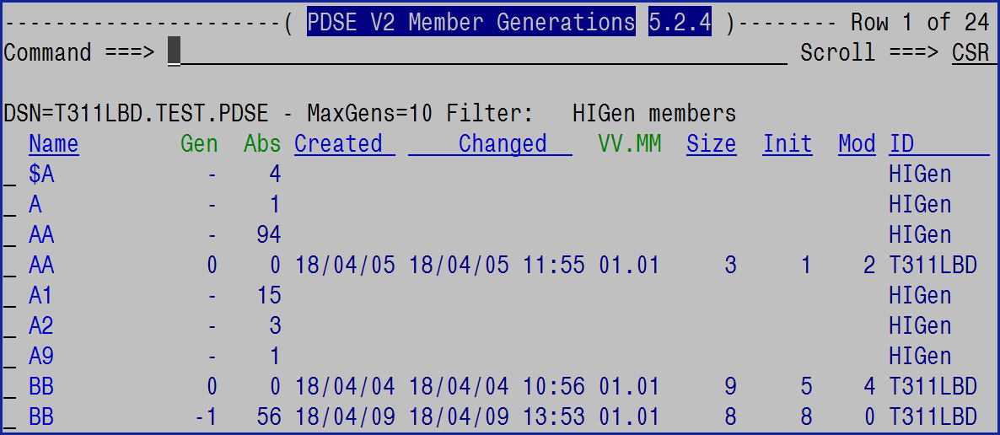 ----------------------( PDSE V2 Member Generations 5.2.4 )-------- Row 1 of 24
Command ===> Scroll ===> CSR
DSN=T311LBD.TEST.PDSE - MaxGens=10 Filter: HIGen members
Name Gen Abs Created Changed VV.MM Size Init Mod ID
_ $A - 4 HIGen
_ A - 1 HIGen
_ AA - 94 HIGen
_ AA 0 0 18/04/05 18/04/05 11:55 01.01 3 1 2 T311LBD
_ A1 - 15 HIGen
_ A2 - 3 HIGen
_ A9 - 1 HIGen
_ BB 0 0 18/04/04 18/04/04 10:56 01.01 9 5 4 T311LBD
_ BB -1 56 18/04/09 18/04/09 13:53 01.01 8 8 0 T311LBD